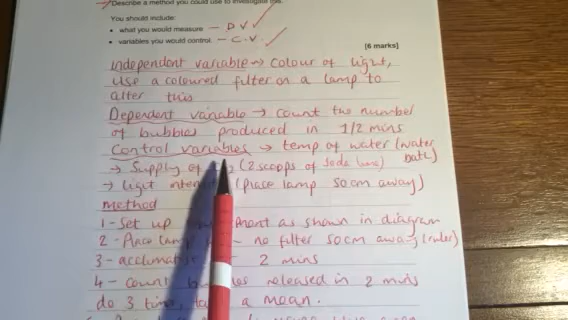 Describe a method you could use to investigate this.
You should include:
• what you would measure — D V ✓
• variables you would control — C.V. ✓
[6 marks]
Independent variable → Colour of light,
use a coloured filter on a lamp to
alter this
Dependent variable → count the number
of bubbles produced in 1/2 mins
Control variables → temp of water (water
bath)
→ Supply of (2 scoops of
→ Light (place lamp 50cm away)
Method
1 - Set up as shown in diagram
2 - Place lamp no filter 50cm away (ruler)
3 - acclimatise 2 mins
4 - count released in 2 mins
do 3 a mean.